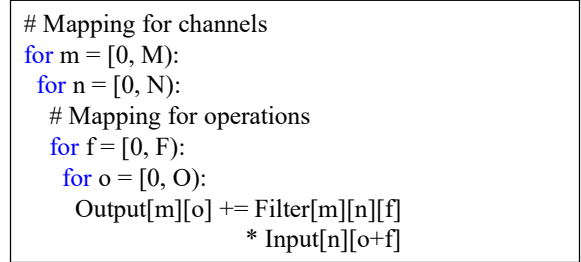 # Mapping for channels
for m = [0, M):
for n = [0, N):
# Mapping for operations
for f = [0, F):
for o = [0, O):
Output[m][o] += Filter[m][n][f]
* Input[n][o+f]